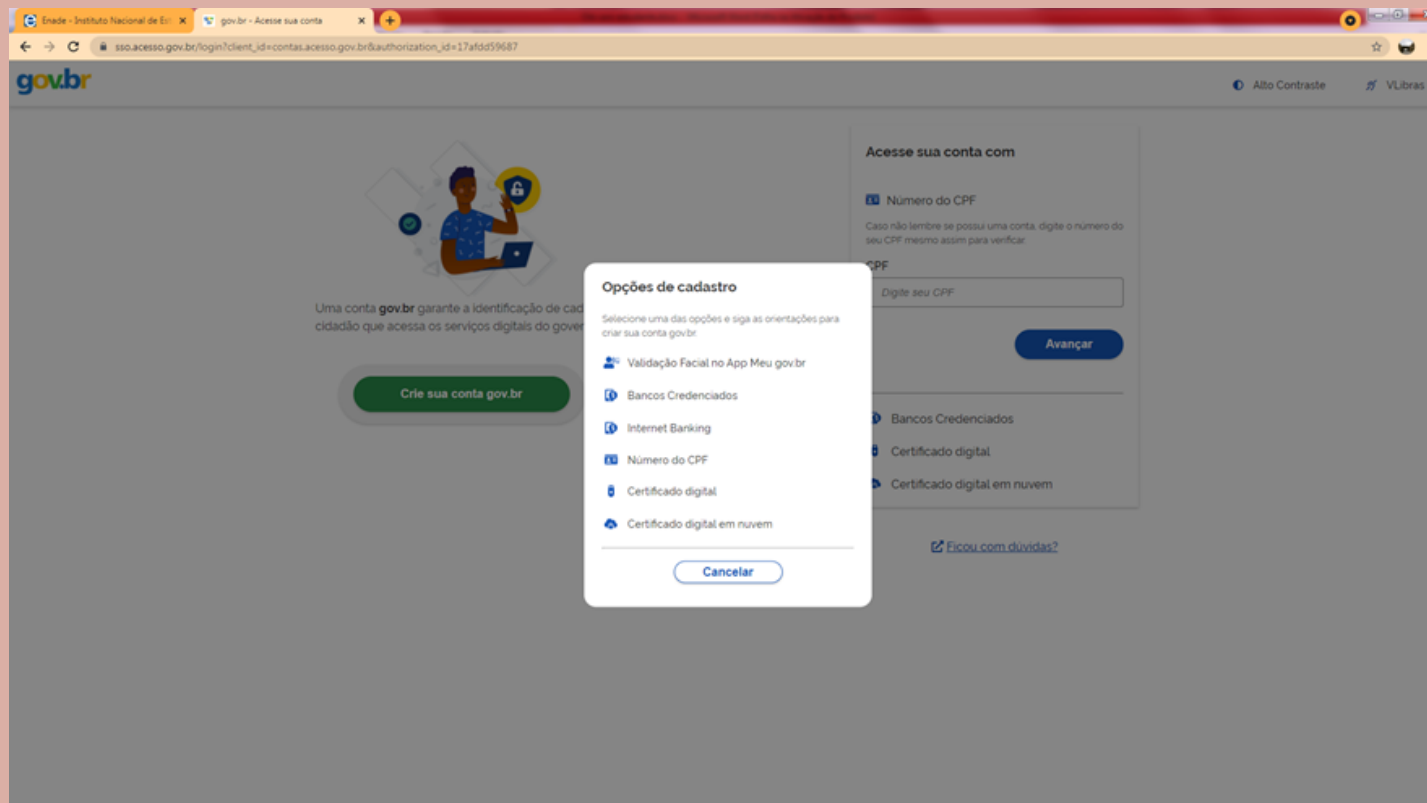 Enade - Instituto Nacional de Es
gov.br - Acesse sua conta
sso.acesso.gov.br/login?client_id=contas.acesso.gov.br&authorization_id=17afdd59687
gov.br
Alto Contraste
VLibras
Uma conta gov.br garante a identificação de cad
cidadão que acessa os serviços digitais do gover
Crie sua conta gov.br
Opções de cadastro
Selecione uma das opções e siga as orientações para
criar sua conta gov.br.
Validação Facial no App Meu gov.br
Bancos Credenciados
Internet Banking
Número do CPF
Certificado digital
Certificado digital em nuvem
Cancelar
Acesse sua conta com
Número do CPF
Caso não lembre se possui uma conta, digite o número do
seu CPF mesmo assim para verificar.
CPF
Digite seu CPF
Avançar
Bancos Credenciados
Certificado digital
Certificado digital em nuvem
Ficou com dúvidas?